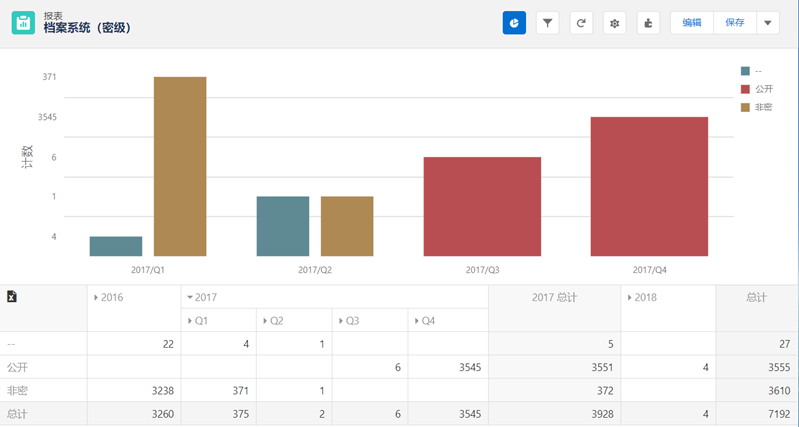 报表
档案系统（密级）
编辑 保存
371
3545
6
1
4
计数
2017/Q1 2017/Q2 2017/Q3 2017/Q4
--
公开
非密
2016 2017 2017 总计 2018 总计
Q1 Q2 Q3 Q4
-- 22 4 1 5 27
公开 6 3545 3551 4 3555
非密 3238 371 1 372 3610
总计 3260 375 2 6 3545 3928 4 7192